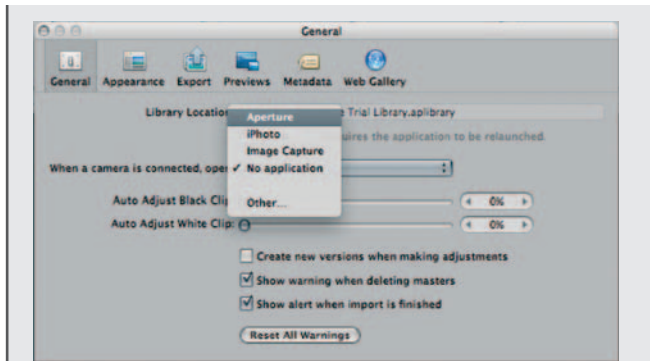 General
General Appearance Export Previews Metadata Web Gallery
Library Location Trial Library.aplibrary
Aperture
iPhoto
uires the application to be relaunched.
Image Capture
When a camera is connected, ope ✓ No application
Other...
Auto Adjust Black Cli 0%
Auto Adjust White Clip: 0%
Create new versions when making adjustments
Show warning when deleting masters
Show alert when import is finished
Reset All Warnings